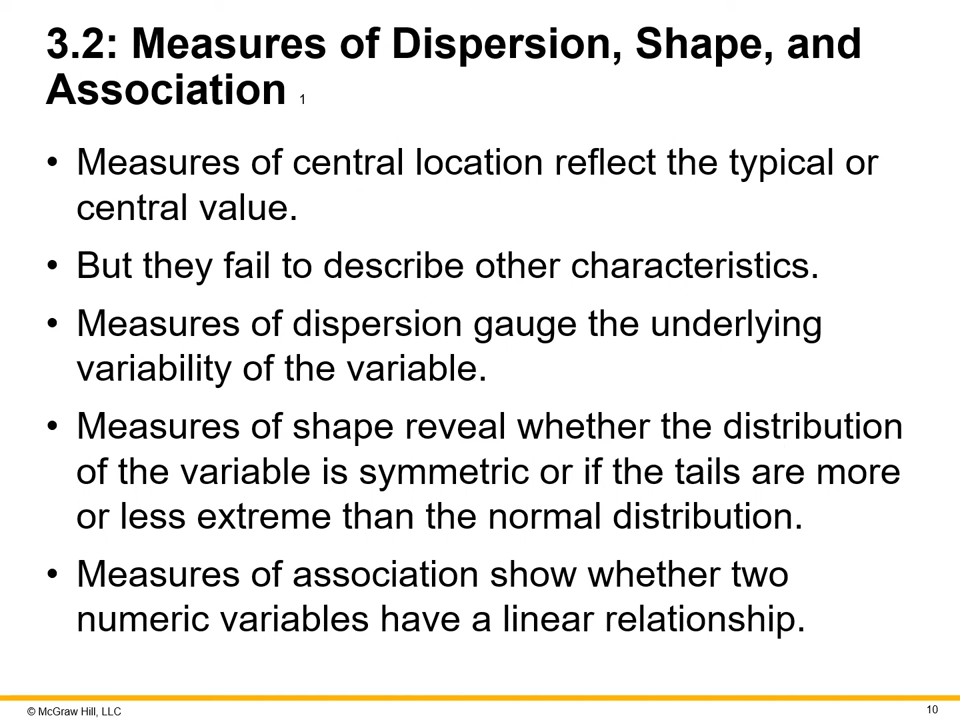 3.2: Measures of Dispersion, Shape, and
Association 1
• Measures of central location reflect the typical or
central value.
• But they fail to describe other characteristics.
• Measures of dispersion gauge the underlying
variability of the variable.
• Measures of shape reveal whether the distribution
of the variable is symmetric or if the tails are more
or less extreme than the normal distribution.
• Measures of association show whether two
numeric variables have a linear relationship.
© McGraw Hill, LLC
10